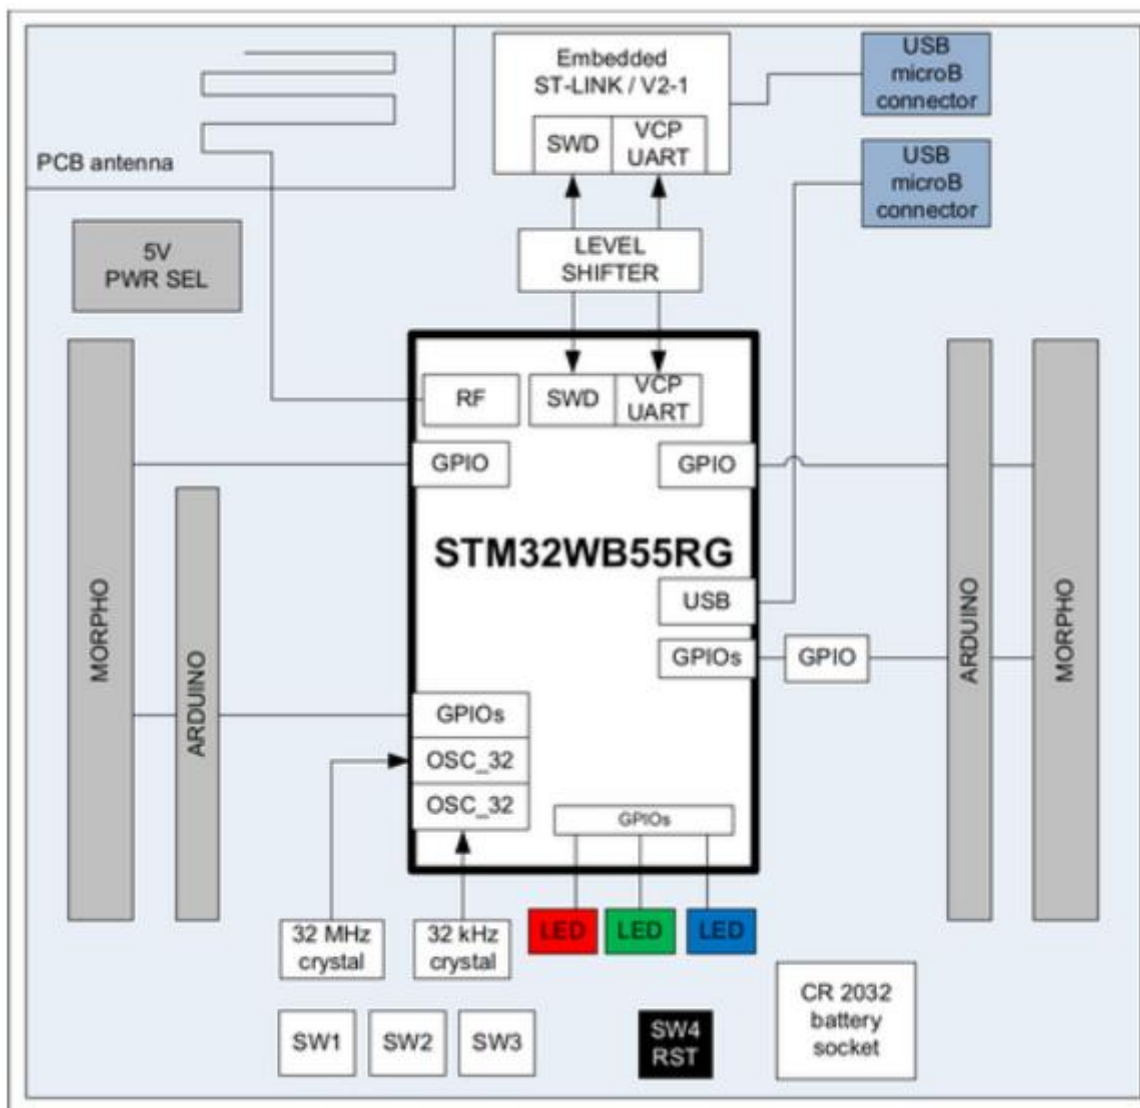 Embedded
ST-LINK / V2-1
SWD
VCP
UART
USB
microB
connector
USB
microB
connector
PCB antenna
5V
PWR SEL
LEVEL
SHIFTER
RF
SWD
VCP
UART
GPIO
GPIO
STM32WB55RG
USB
GPIOs
GPIO
MORPHO
ARDUINO
ARDUINO
MORPHO
GPIOs
OSC_32
OSC_32
GPIOs
32 MHz
crystal
32 kHz
crystal
LED
LED
LED
SW1
SW2
SW3
SW4
RST
CR 2032
battery
socket